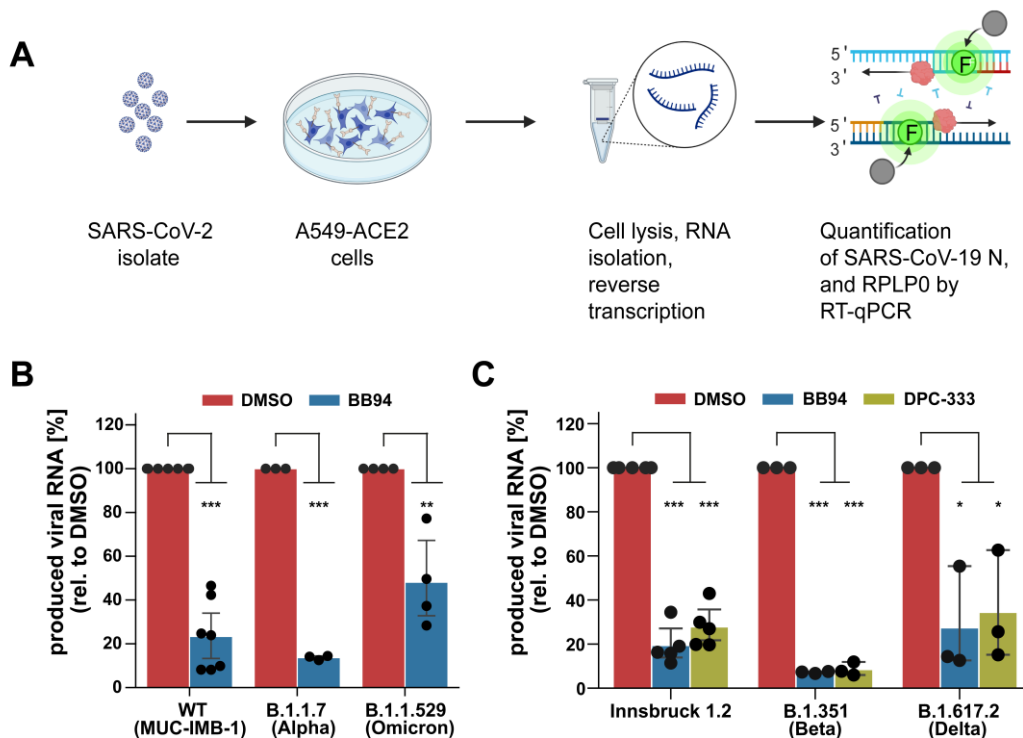 A
5'
3'
F
5'
3'
F
SARS-CoV-2
isolate
A549-ACE2
cells
Cell lysis, RNA
isolation,
reverse
transcription
Quantification
of SARS-CoV-19 N,
and RPLP0 by
RT-qPCR
B
DMSO BB94
produced viral RNA [%]
(rel. to DMSO)
120
100
80
60
40
20
0
*** *** **
WT
(MUC-IMB-1)
B.1.1.7
(Alpha)
B.1.1.529
(Omicron)
C
DMSO BB94 DPC-333
produced viral RNA [%]
(rel. to DMSO)
120
100
80
60
40
20
0
*** *** *** *** * *
Innsbruck 1.2
B.1.351
(Beta)
B.1.617.2
(Delta)